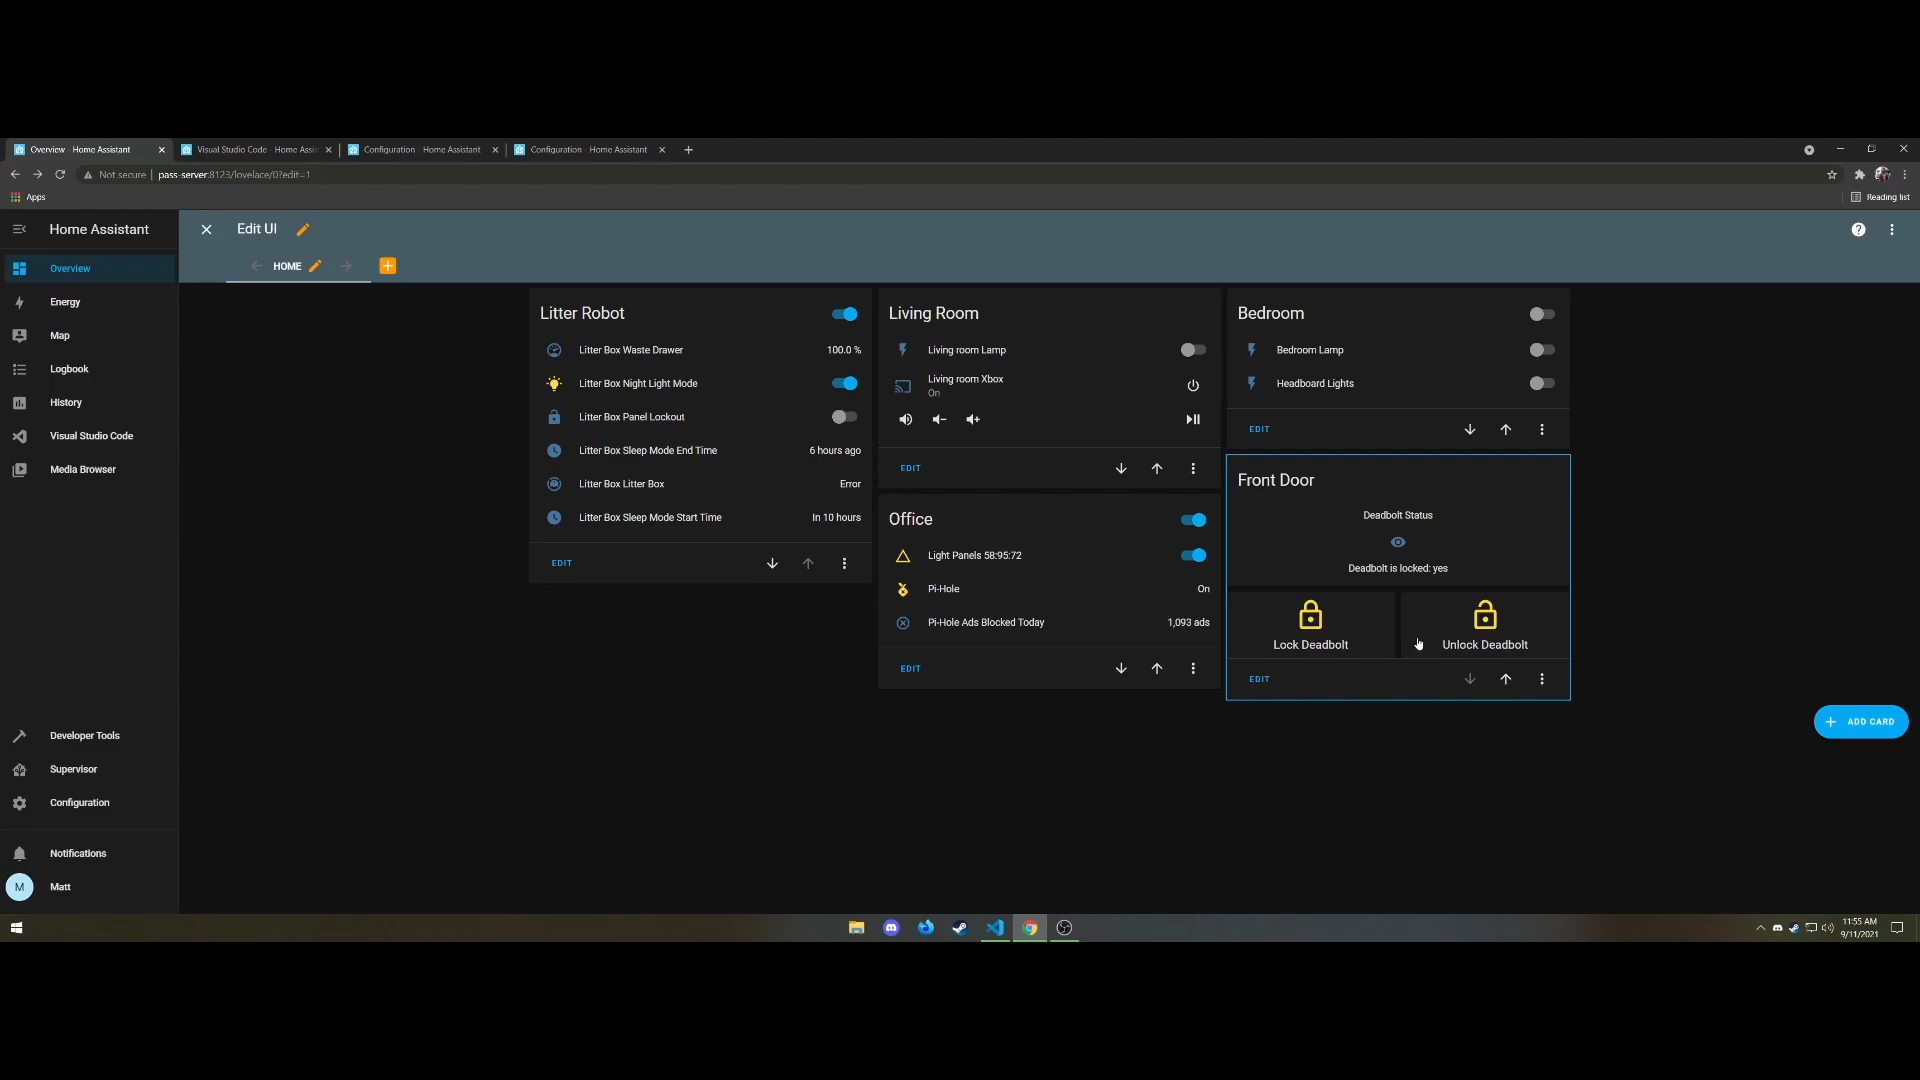 Overview - Home Assistant
Visual Studio Code - Home Assis
Configuration - Home Assistant
Configuration - Home Assistant
Not secure | pass-server:8123/lovelace/0?edit=1
Apps
Reading list
Home Assistant
Edit UI
HOME
Overview
Energy
Map
Logbook
History
Visual Studio Code
Media Browser
Developer Tools
Supervisor
Configuration
Notifications
M Matt
Litter Robot
Litter Box Waste Drawer 100.0 %
Litter Box Night Light Mode
Litter Box Panel Lockout
Litter Box Sleep Mode End Time 6 hours ago
Litter Box Litter Box Error
Litter Box Sleep Mode Start Time In 10 hours
EDIT
Living Room
Living room Lamp
Living room Xbox
On
EDIT
Office
Light Panels 58:95:72
Pi-Hole On
Pi-Hole Ads Blocked Today 1,093 ads
EDIT
Bedroom
Bedroom Lamp
Headboard Lights
EDIT
Front Door
Deadbolt Status
Deadbolt is locked: yes
Lock Deadbolt
Unlock Deadbolt
EDIT
ADD CARD
11:55 AM
9/11/2021